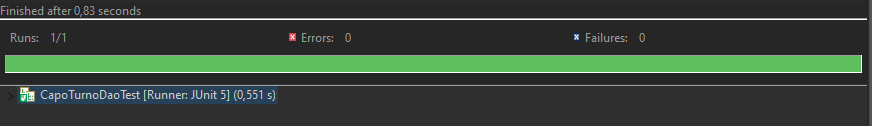 Finished after 0,83 seconds
Runs: 1/1 Errors: 0 Failures: 0
CapoTurnoDaoTest [Runner: JUnit 5] (0,551 s)